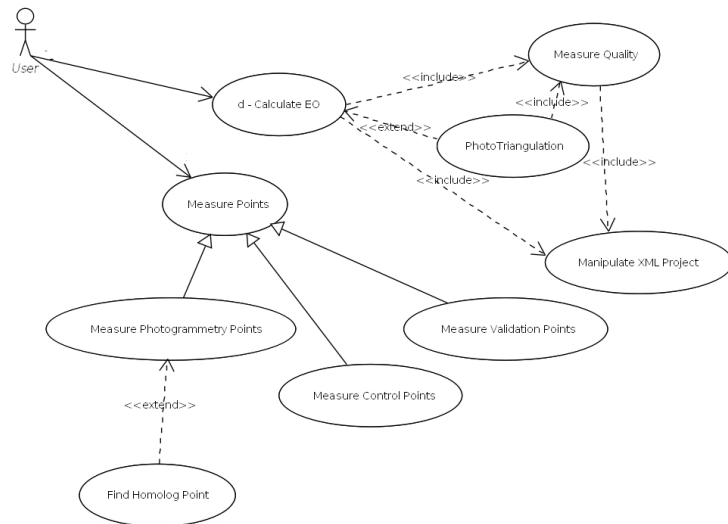 User
d - Calculate EO
Measure Quality
<<include>>
<<include>>
<<extend>>
PhotoTriangulation
<<include>>
<<include>>
Measure Points
Manipulate XML Project
Measure Photogrammetry Points
Measure Validation Points
Measure Control Points
<<extend>>
Find Homolog Point